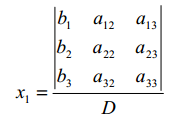 x₁ = 
|b₁ a₁₂ a₁₃|
|b₂ a₂₂ a₂₃|
|b₃ a₃₂ a₃₃|
D